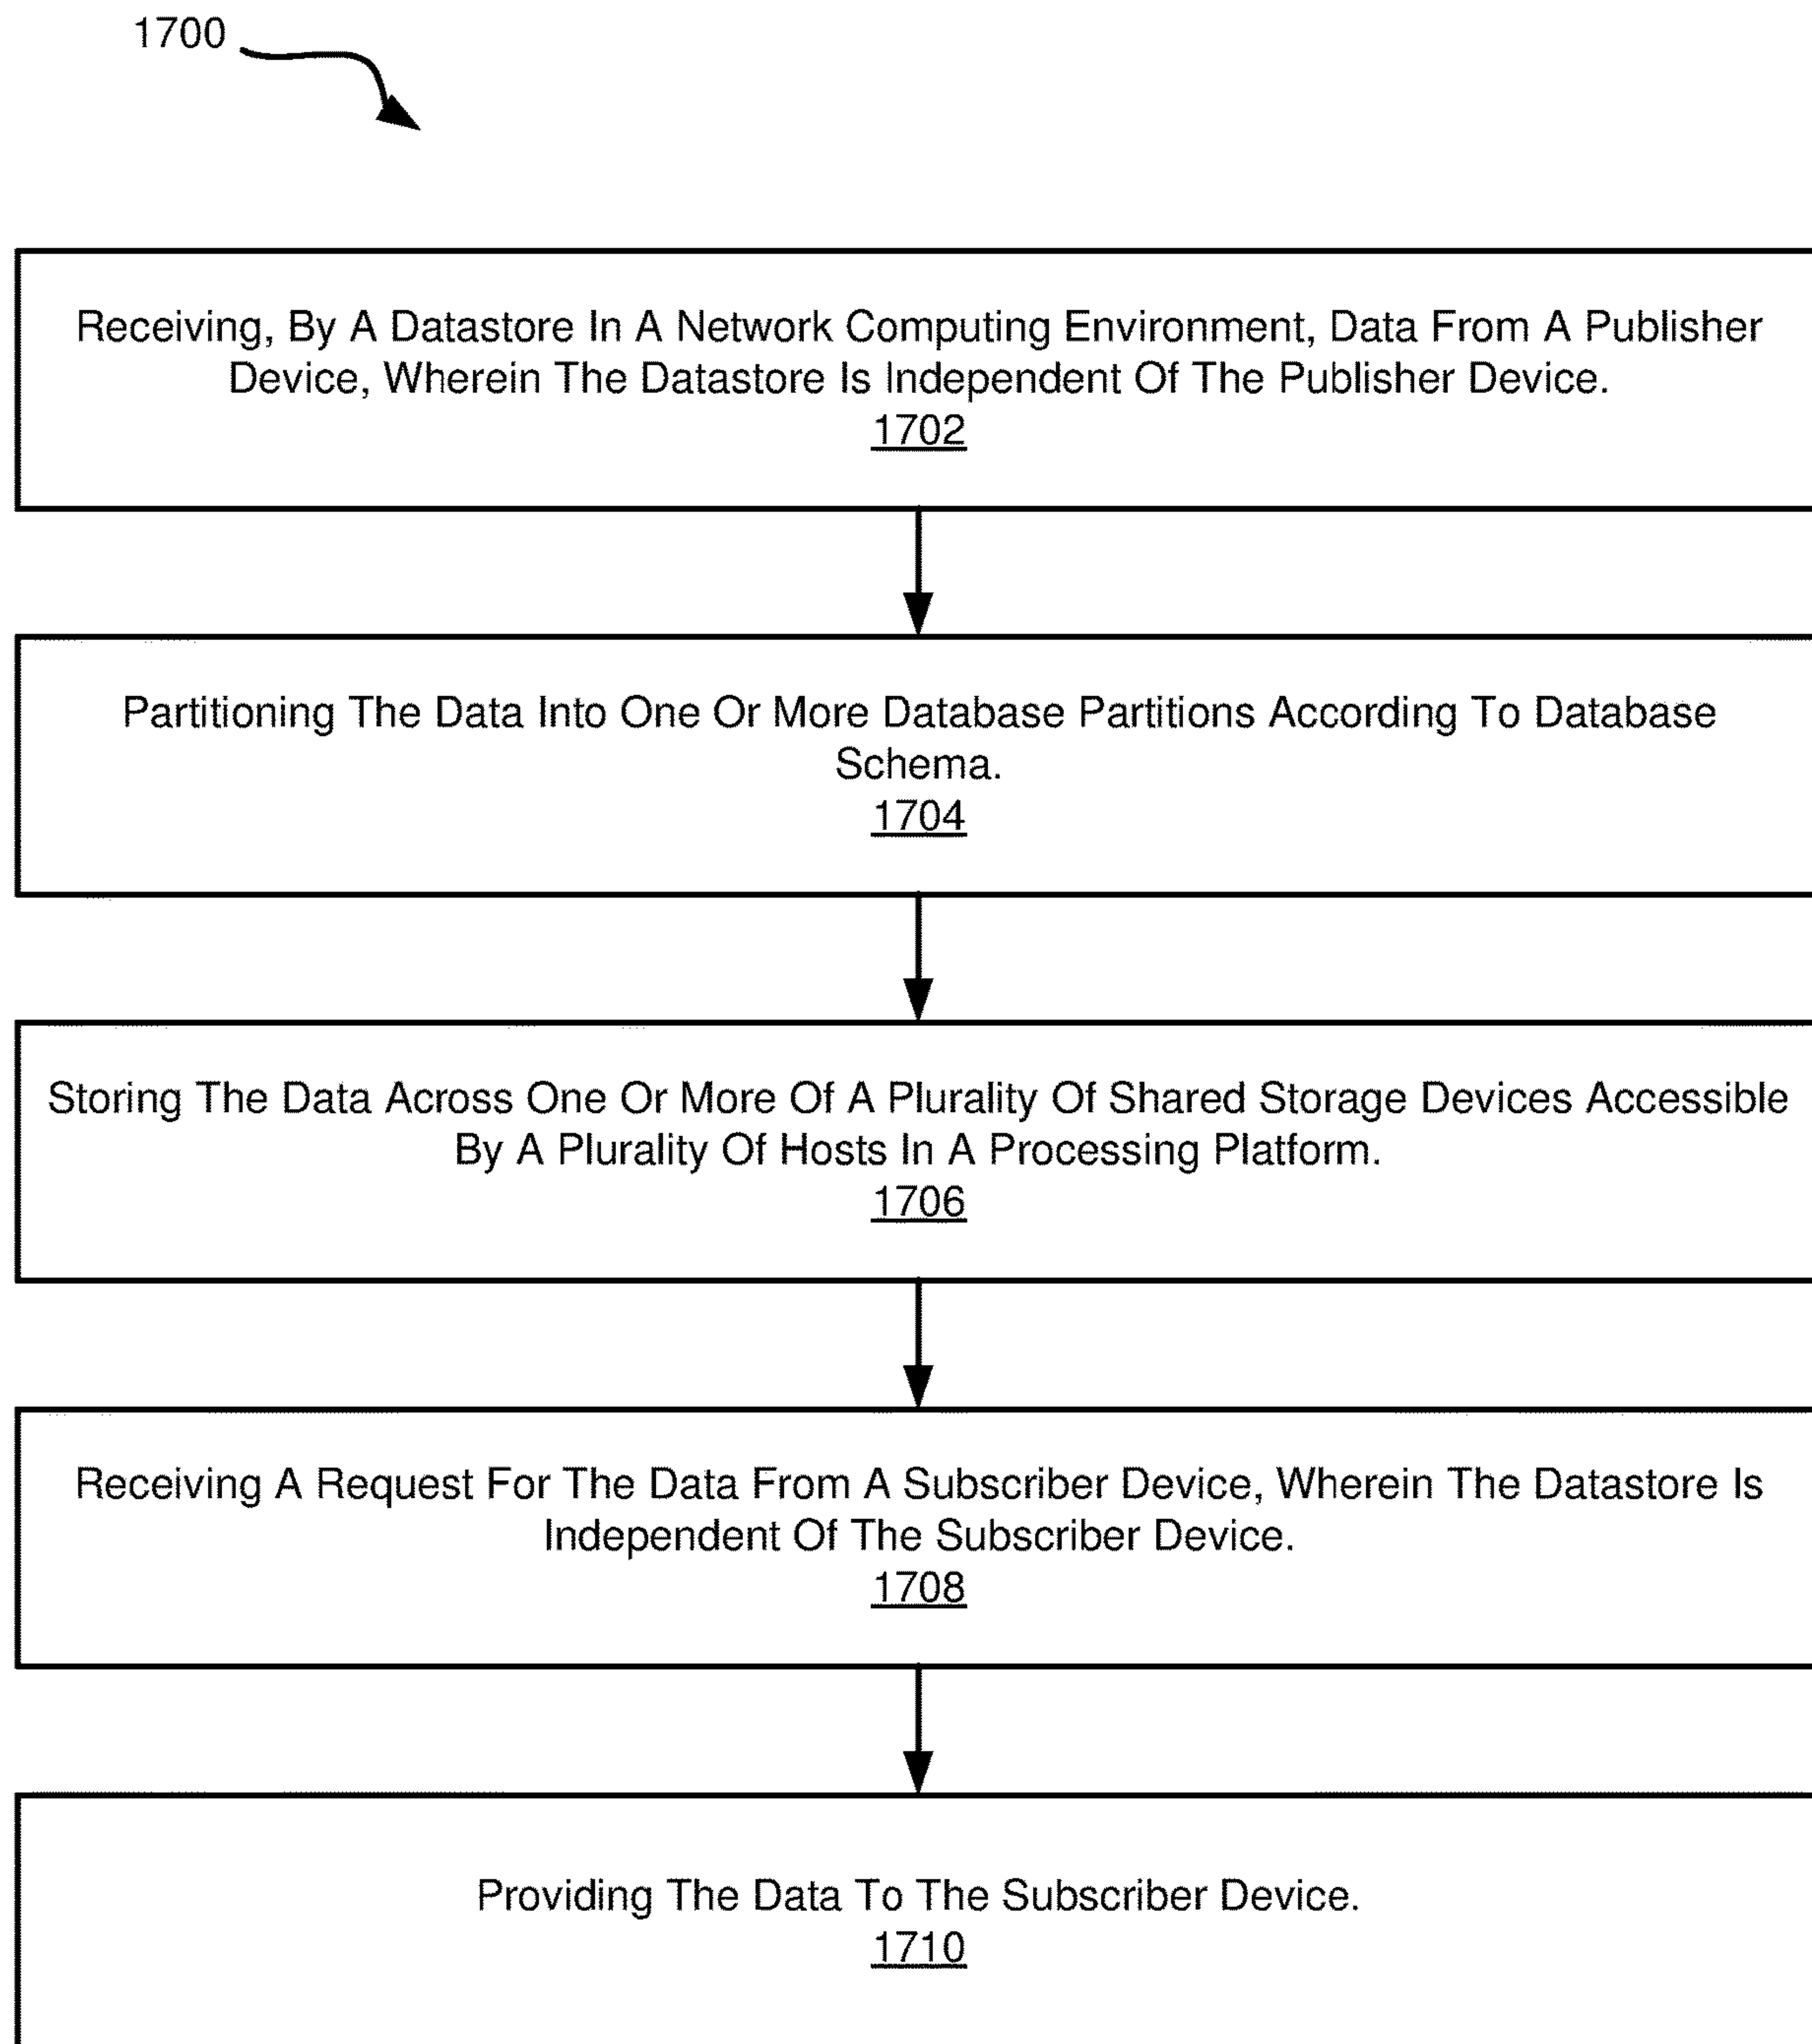 1700
Receiving, By A Datastore In A Network Computing Environment, Data From A Publisher
Device, Wherein The Datastore Is Independent Of The Publisher Device.
1702
Partitioning The Data Into One Or More Database Partitions According To Database
Schema.
1704
Storing The Data Across One Or More Of A Plurality Of Shared Storage Devices Accessible
By A Plurality Of Hosts In A Processing Platform.
1706
Receiving A Request For The Data From A Subscriber Device, Wherein The Datastore Is
Independent Of The Subscriber Device.
1708
Providing The Data To The Subscriber Device.
1710